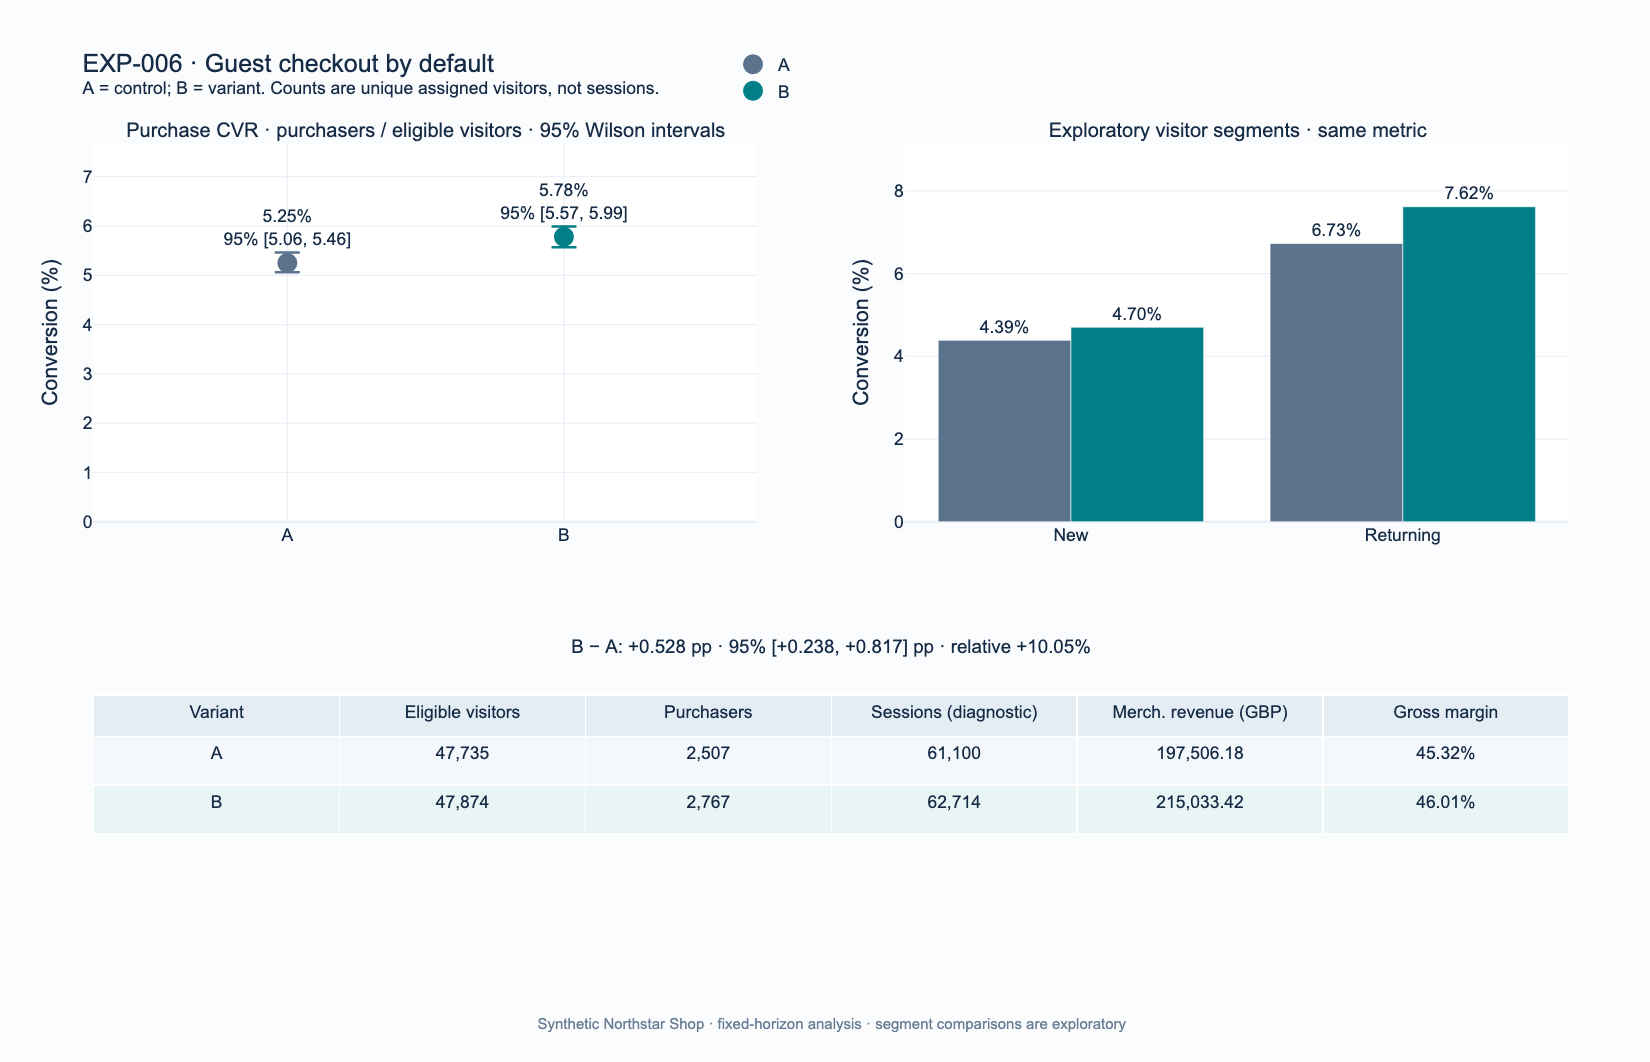 EXP-006 · Guest checkout by default
A = control; B = variant. Counts are unique assigned visitors, not sessions.
A
B
Purchase CVR · purchasers / eligible visitors · 95% Wilson intervals
Conversion (%)
7
6
5
4
3
2
1
0
5.25%
95% [5.06, 5.46]
5.78%
95% [5.57, 5.99]
A
B
Exploratory visitor segments · same metric
Conversion (%)
8
6
4
2
0
4.39%
4.70%
6.73%
7.62%
New
Returning
B − A: +0.528 pp · 95% [+0.238, +0.817] pp · relative +10.05%
Variant Eligible visitors Purchasers Sessions (diagnostic) Merch. revenue (GBP) Gross margin
A 47,735 2,507 61,100 197,506.18 45.32%
B 47,874 2,767 62,714 215,033.42 46.01%
Synthetic Northstar Shop · fixed-horizon analysis · segment comparisons are exploratory